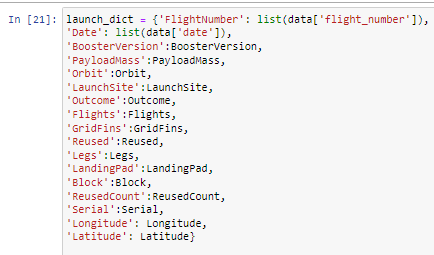 In [21]: launch_dict = {'FlightNumber': list(data['flight_number']),
'Date': list(data['date']),
'BoosterVersion':BoosterVersion,
'PayloadMass':PayloadMass,
'Orbit':Orbit,
'LaunchSite':LaunchSite,
'Outcome':Outcome,
'Flights':Flights,
'GridFins':GridFins,
'Reused':Reused,
'Legs':Legs,
'LandingPad':LandingPad,
'Block':Block,
'ReusedCount':ReusedCount,
'Serial':Serial,
'Longitude': Longitude,
'Latitude': Latitude}